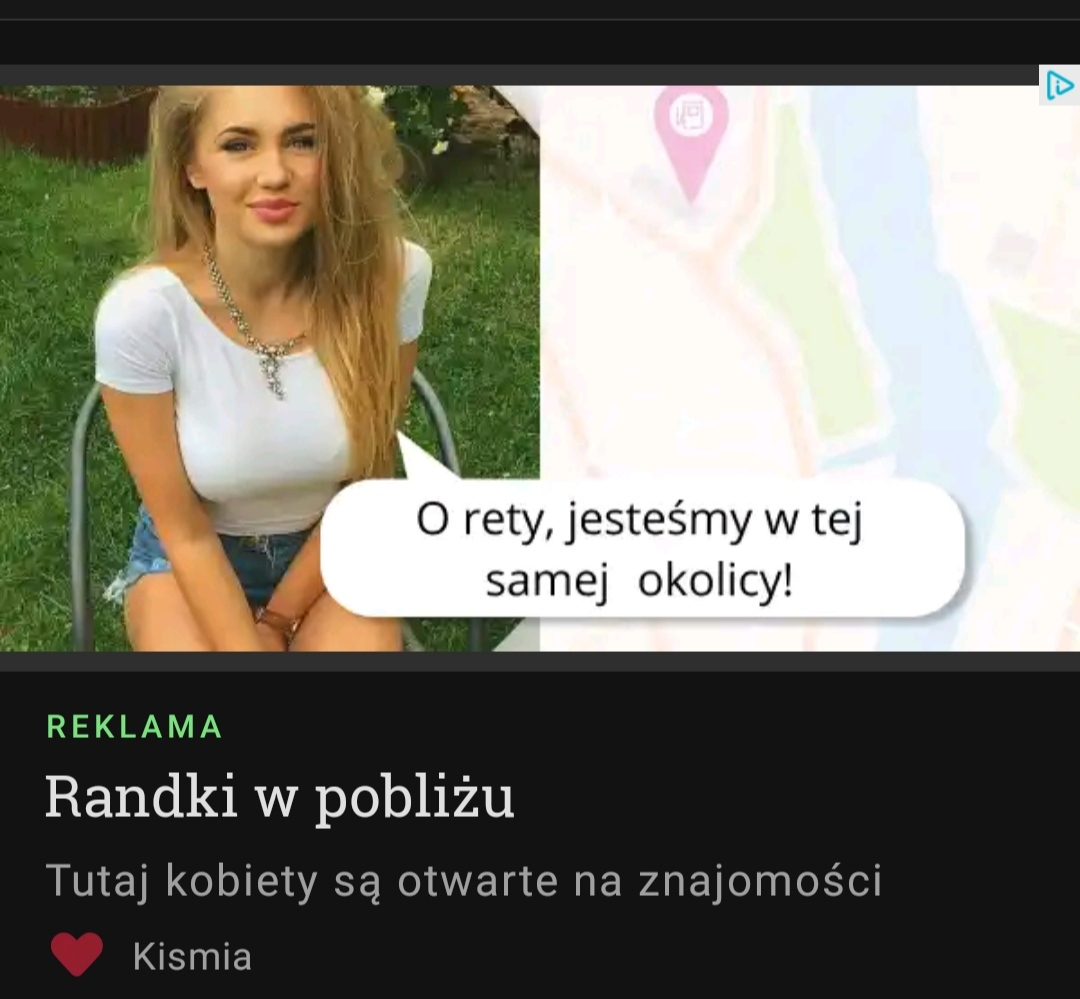 O rety, jesteśmy w tej
samej okolicy!
REKLAMA
Randki w pobliżu
Tutaj kobiety są otwarte na znajomości
Kismia